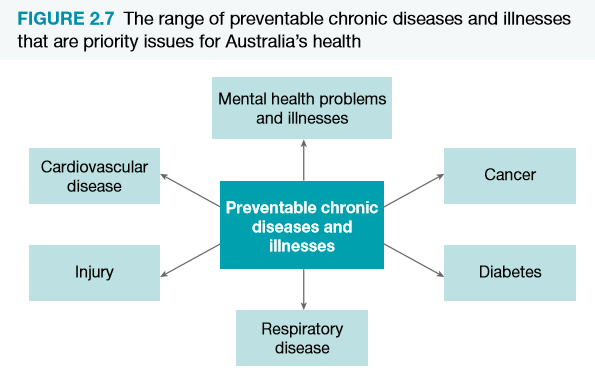 FIGURE 2.7 The range of preventable chronic diseases and illnesses
that are priority issues for Australia's health
Mental health problems
and illnesses
Cardiovascular
disease
Cancer
Preventable chronic
diseases and
illnesses
Injury
Diabetes
Respiratory
disease